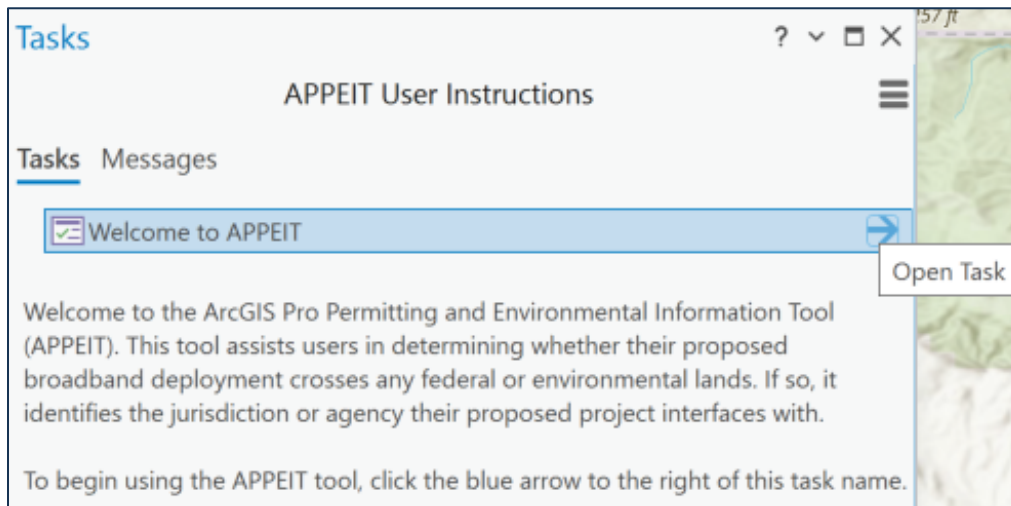 Tasks
?
257 ft
APPEIT User Instructions
Tasks Messages
Welcome to APPEIT
Open Task
Welcome to the ArcGIS Pro Permitting and Environmental Information Tool
(APPEIT). This tool assists users in determining whether their proposed
broadband deployment crosses any federal or environmental lands. If so, it
identifies the jurisdiction or agency their proposed project interfaces with.
To begin using the APPEIT tool, click the blue arrow to the right of this task name.